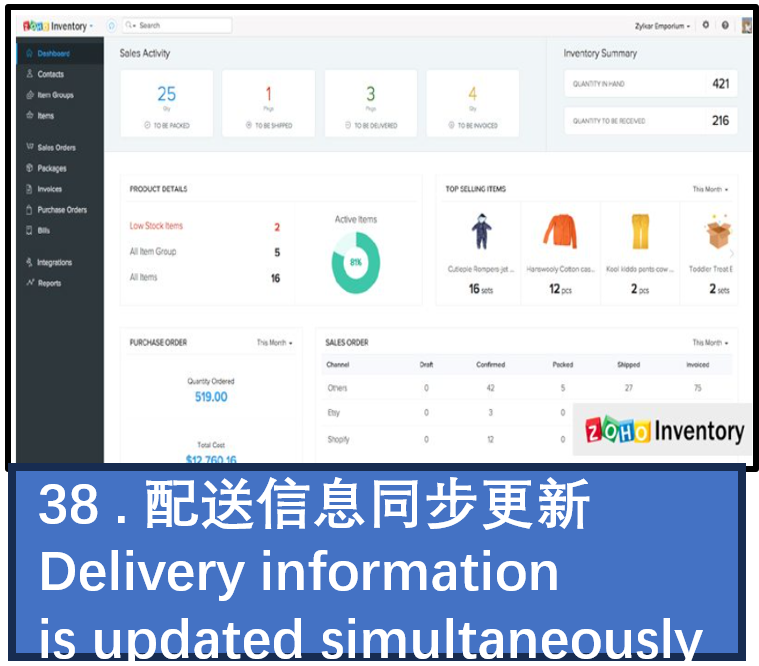 ZOHO Inventory
Search
Zylkar Emporium
Dashboard
Contacts
Item Groups
Items
Sales Orders
Packages
Invoices
Purchase Orders
Bills
Integrations
Reports
Sales Activity
25
Qty
TO BE PACKED
1
Pkgs
TO BE SHIPPED
3
Pkgs
TO BE DELIVERED
4
Qty
TO BE INVOICED
Inventory Summary
QUANTITY IN HAND 421
QUANTITY TO BE RECEIVED 216
PRODUCT DETAILS
Low Stock Items 2
All Item Group 5
All Items 16
Active Items
81%
TOP SELLING ITEMS This Month
Cutiepie Rompers-jet ...
16 sets
Hanswooly Cotton cas...
12 pcs
Kool kidda pants cow ...
2 pcs
Toddler Treat E
2 sets
PURCHASE ORDER This Month
Quantity Ordered
519.00
Total Cost
$12,760.16
SALES ORDER This Month
Channel Draft Confirmed Packed Shipped Invoiced
Others 0 42 5 27 75
Etsy 0 3 0
Shopify 0 12 0
ZOHO Inventory
38 . 配送信息同步更新
Delivery information
is updated simultaneously